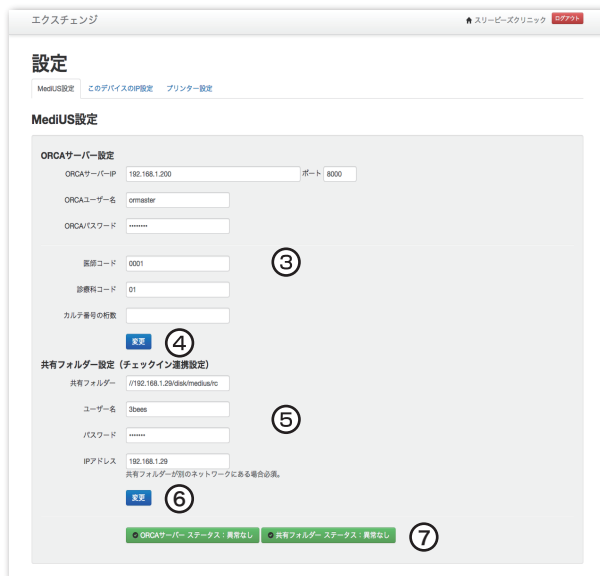 エクスチェンジ スリービーズクリニック ログアウト
設定
MediUS設定 このデバイスのIP設定 プリンター設定
MediUS設定
ORCAサーバー設定
ORCAサーバーIP 192.168.1.200 ポート 8000
ORCAユーザー名 ormaster
ORCAパスワード ••••••••
③
医師コード 0001
診療科コード 01
カルテ番号の桁数
変更 ④
共有フォルダー設定（チェックイン連携設定）
共有フォルダー //192.168.1.29/disk/medius/rc
ユーザー名 3bees
⑤
パスワード •••••••
IPアドレス 192.168.1.29
共有フォルダーが別のネットワークにある場合必須。
変更 ⑥
ORCAサーバー ステータス：異常なし 共有フォルダー ステータス：異常なし ⑦